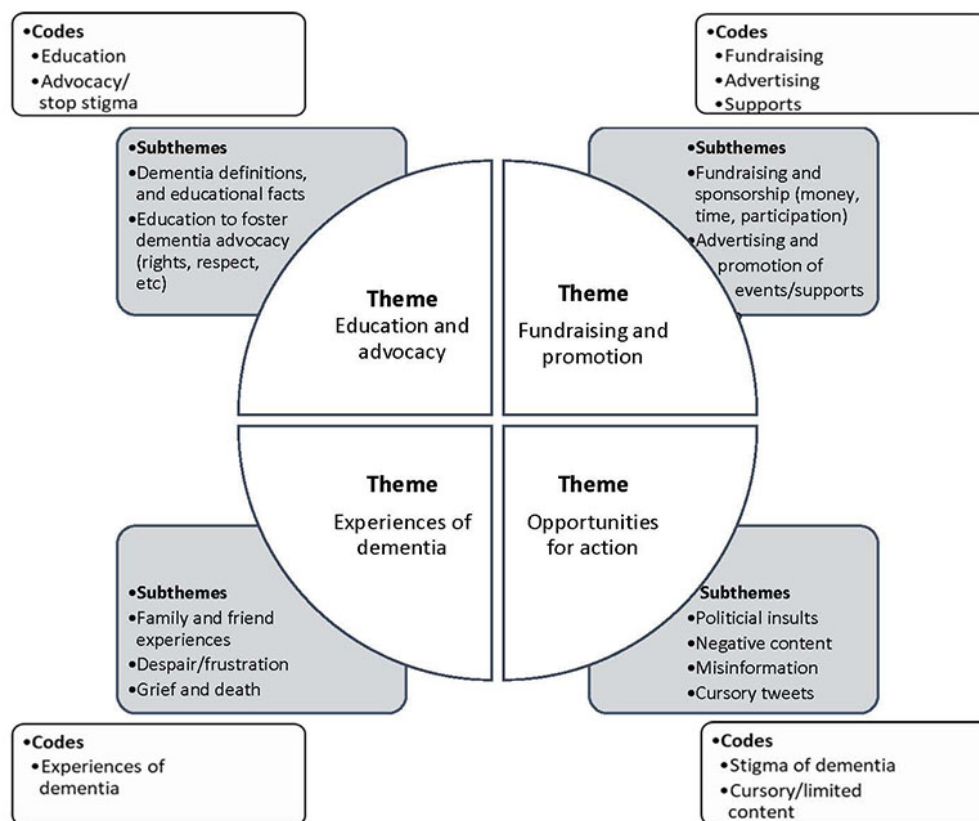 •Codes
•Education
•Advocacy/
stop stigma
•Codes
•Fundraising
•Advertising
•Supports
•Subthemes
•Dementia definitions,
and educational facts
•Education to foster
dementia advocacy
(rights, respect,
etc)
•Subthemes
•Fundraising and
sponsorship (money,
time, participation)
•Advertising and
promotion of
events/supports
Theme
Education and
advocacy
Theme
Fundraising and
promotion
Theme
Experiences of
dementia
Theme
Opportunities
for action
•Subthemes
•Family and friend
experiences
•Despair/frustration
•Grief and death
Subthemes
•Politicial insults
•Negative content
•Misinformation
•Cursory tweets
•Codes
•Experiences of
dementia
•Codes
•Stigma of dementia
•Cursory/limited
content